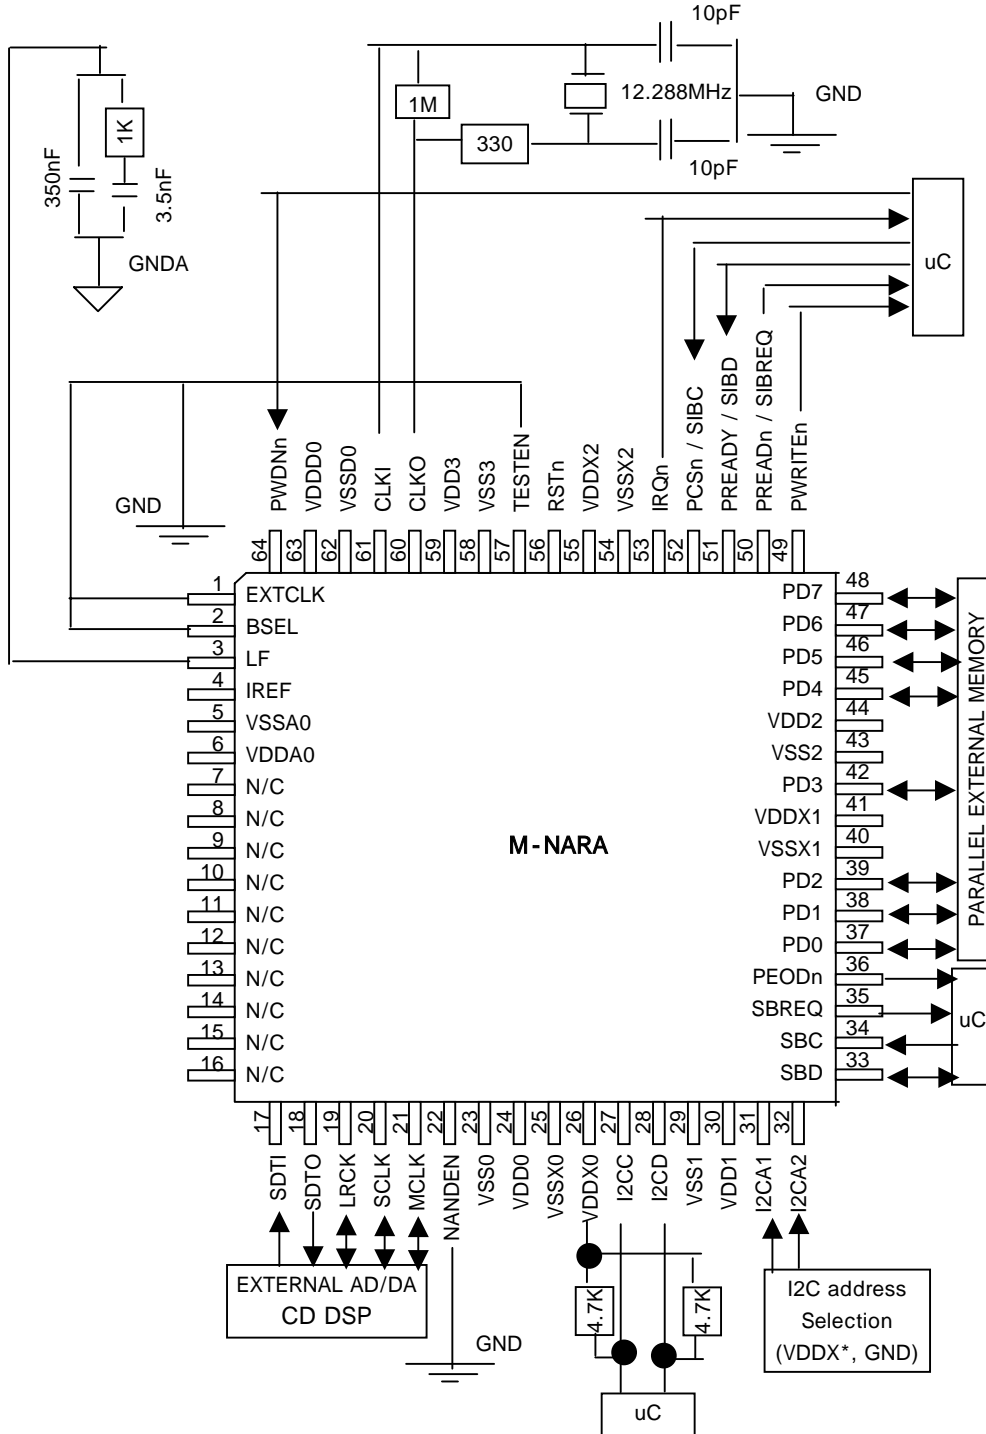 10pF
1M
12.288MHz
GND
330
10pF
350nF
1K
3.5nF
GNDA
uC
GND
PWDNn
VDDD0
VSSD0
CLKI
CLKO
VDD3
VSS3
TESTEN
RSTn
VDDX2
VSSX2
IRQn
PCSn / SIBC
PREADY / SIBD
PREADn / SIBREQ
PWRITEn
64
63
62
61
60
59
58
57
56
55
54
53
52
51
50
49
1 EXTCLK
2 BSEL
3 LF
4 IREF
5 VSSA0
6 VDDA0
7 N/C
8 N/C
9 N/C
10 N/C
11 N/C
12 N/C
13 N/C
14 N/C
15 N/C
16 N/C
M-NARA
PD7 48
PD6 47
PD5 46
PD4 45
VDD2 44
VSS2 43
PD3 42
VDDX1 41
VSSX1 40
PD2 39
PD1 38
PD0 37
PEODn 36
SBREQ 35
SBC 34
SBD 33
PARALLEL EXTERNAL MEMORY
uC
17
18
19
20
21
22
23
24
25
26
27
28
29
30
31
32
SDTI
SDTO
LRCK
SCLK
MCLK
NANDEN
VSS0
VDD0
VSSX0
VDDX0
I2CC
I2CD
VSS1
VDD1
I2CA1
I2CA2
EXTERNAL AD/DA
CD DSP
GND
4.7K
4.7K
uC
I2C address
Selection
(VDDX*, GND)